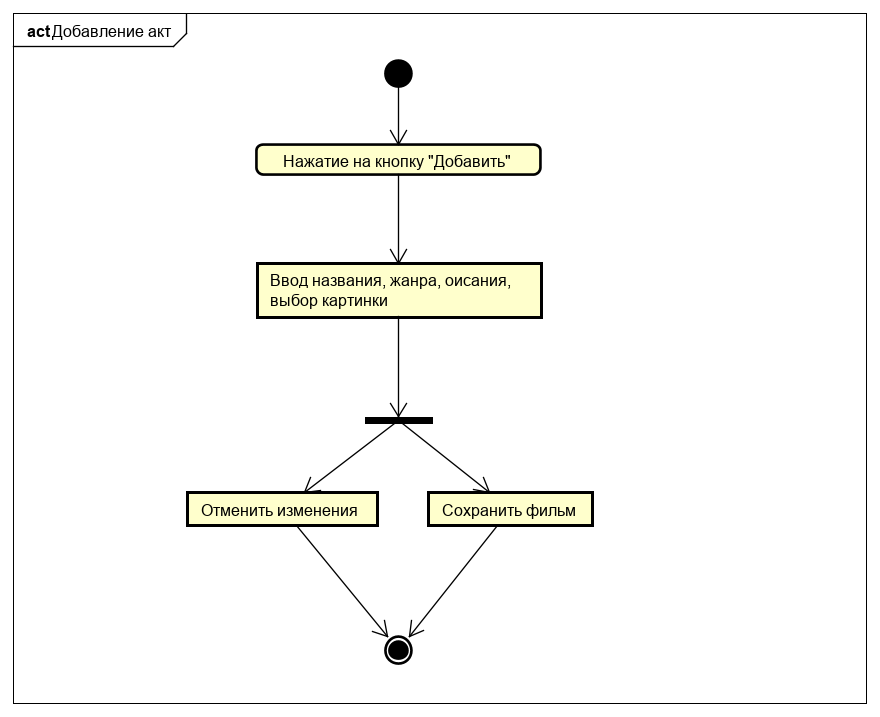 act Добавление акт
Нажатие на кнопку "Добавить"
Ввод названия, жанра, оисания,
выбор картинки
Отменить изменения
Сохранить фильм